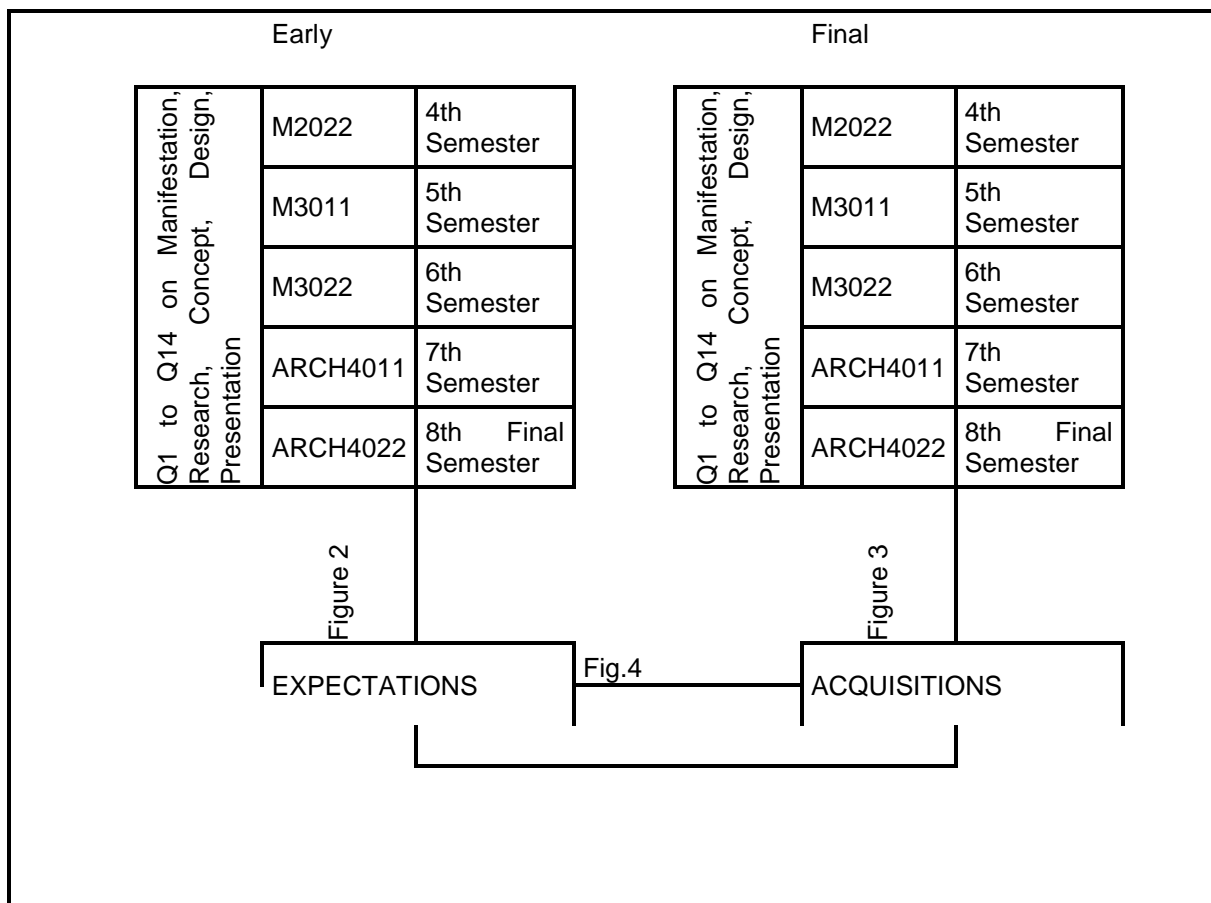 Early
Final
Q1 to Q14 on Manifestation,
Research, Concept, Design,
Presentation
M2022
4th
Semester
M3011
5th
Semester
M3022
6th
Semester
ARCH4011
7th
Semester
ARCH4022
8th Final
Semester
Q1 to Q14 on Manifestation,
Research, Concept, Design,
Presentation
M2022
4th
Semester
M3011
5th
Semester
M3022
6th
Semester
ARCH4011
7th
Semester
ARCH4022
8th Final
Semester
Figure 2
Figure 3
EXPECTATIONS
Fig.4
ACQUISITIONS